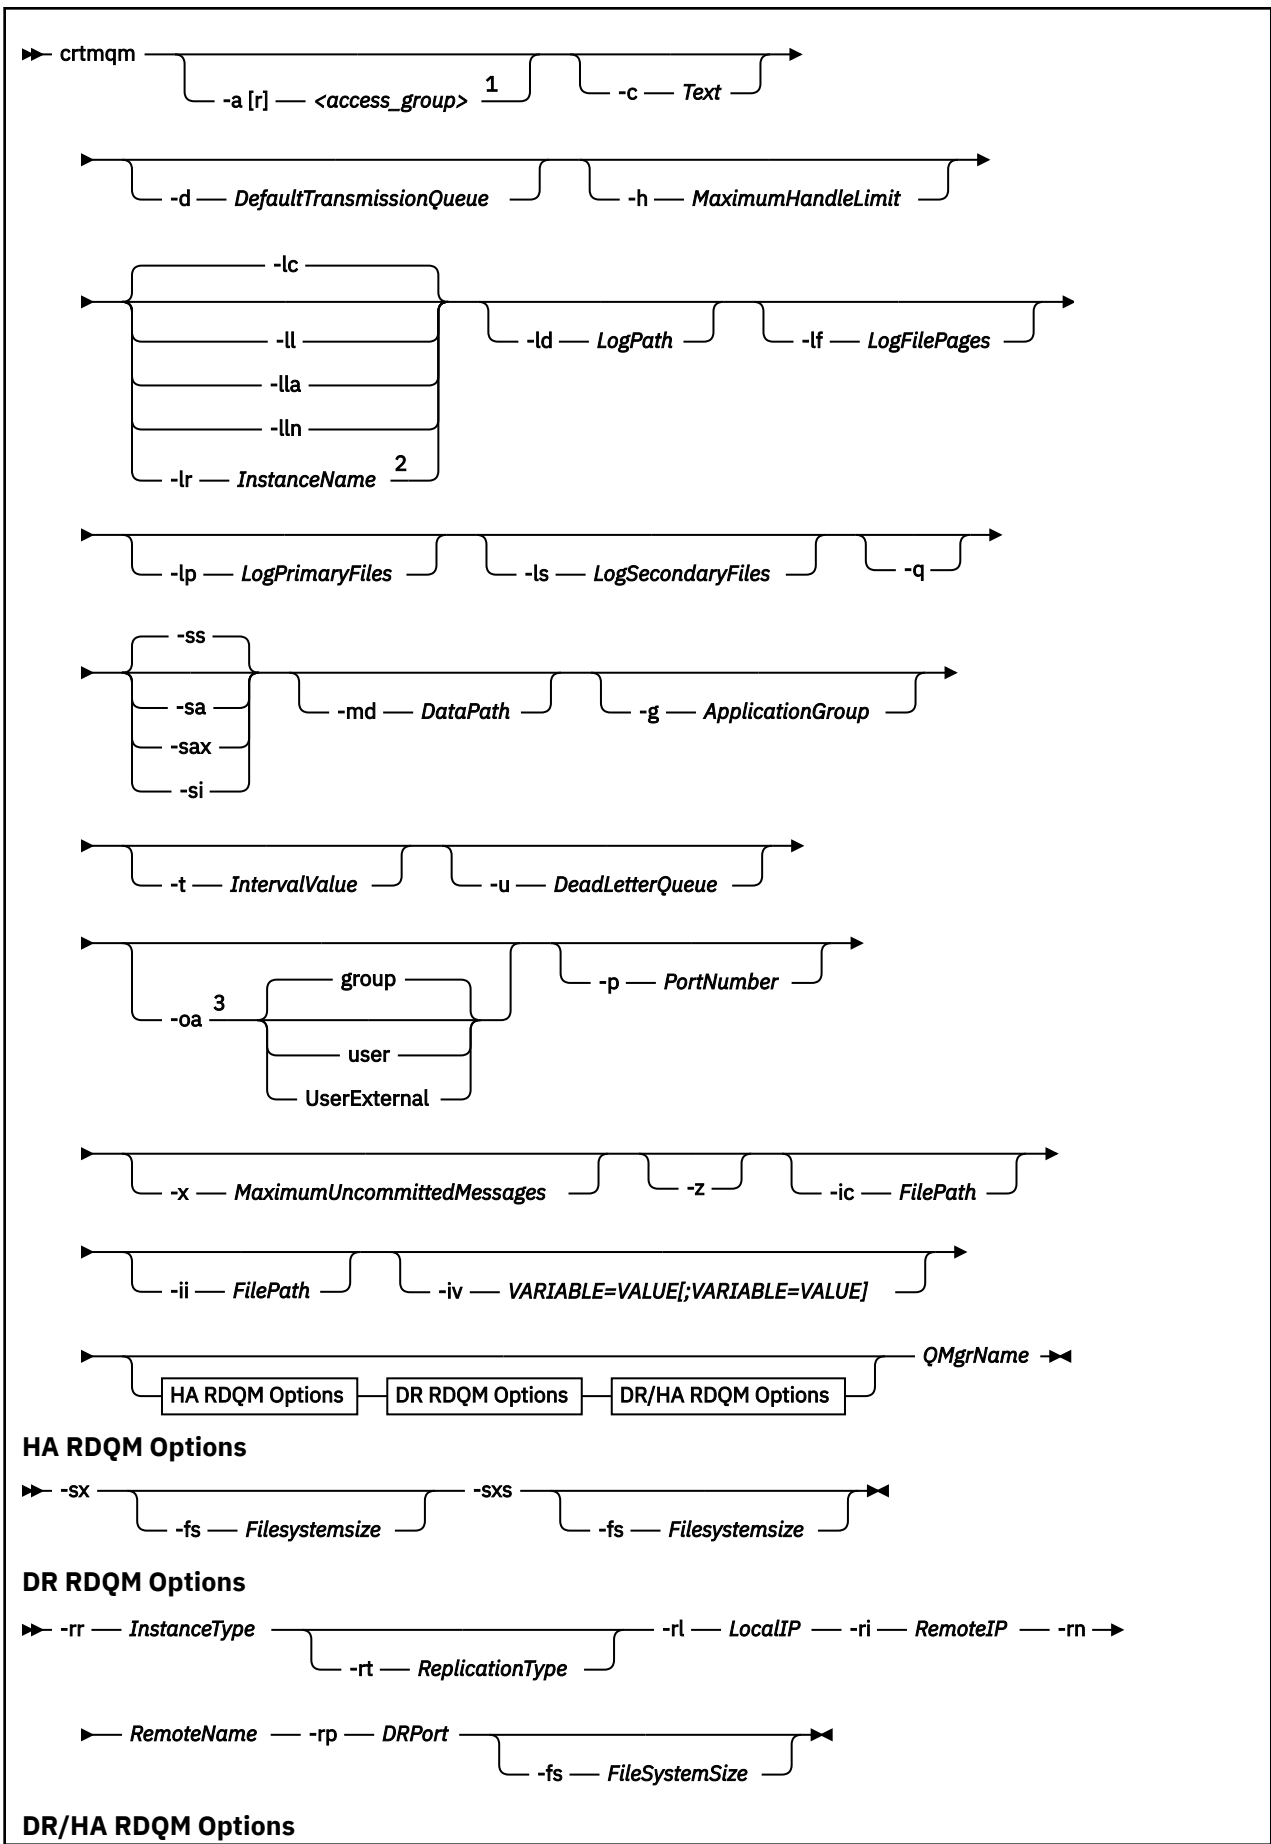 crtmqm
-a [r] <access_group> 1
-c Text
-d DefaultTransmissionQueue
-h MaximumHandleLimit
-lc
-ll
-ld LogPath
-lf LogFilePages
-lla
-lln
-lr InstanceName 2
-lp LogPrimaryFiles
-ls LogSecondaryFiles
-q
-ss
-sa
-md DataPath
-g ApplicationGroup
-sax
-si
-t IntervalValue
-u DeadLetterQueue
-oa 3
group
user
UserExternal
-p PortNumber
-x MaximumUncommittedMessages
-z
-ic FilePath
-ii FilePath
-iv VARIABLE=VALUE[;VARIABLE=VALUE]
QMgrName
HA RDQM Options
DR RDQM Options
DR/HA RDQM Options
HA RDQM Options
-sx
-fs Filesystemsize
-sxs
-fs Filesystemsize
DR RDQM Options
-rr InstanceType
-rt ReplicationType
-rl LocalIP -ri RemoteIP -rn
RemoteName -rp DRPort
-fs FileSystemSize
DR/HA RDQM Options